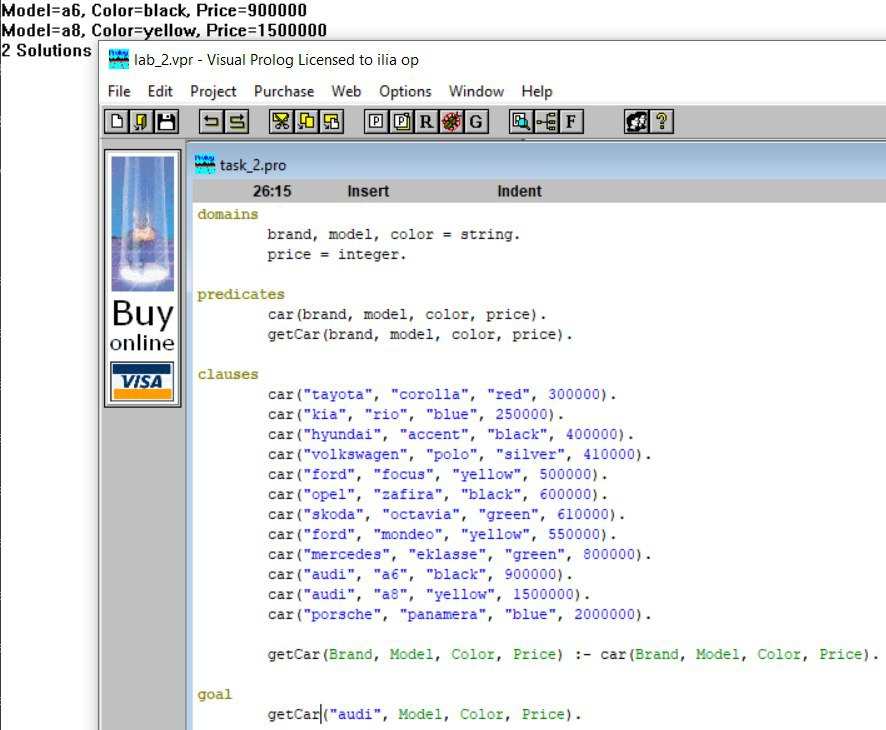 Model=a6, Color=black, Price=900000
Model=a8, Color=yellow, Price=1500000
2 Solutions
lab_2.vpr - Visual Prolog Licensed to ilia op
File Edit Project Purchase Web Options Window Help
P P R G F ?
task_2.pro
26:15 Insert Indent
Buy
online
VISA
domains
brand, model, color = string.
price = integer.
predicates
car(brand, model, color, price).
getCar(brand, model, color, price).
clauses
car("tayota", "corolla", "red", 300000).
car("kia", "rio", "blue", 250000).
car("hyundai", "accent", "black", 400000).
car("volkswagen", "polo", "silver", 410000).
car("ford", "focus", "yellow", 500000).
car("opel", "zafira", "black", 600000).
car("skoda", "octavia", "green", 610000).
car("ford", "mondeo", "yellow", 550000).
car("mercedes", "eklasse", "green", 800000).
car("audi", "a6", "black", 900000).
car("audi", "a8", "yellow", 1500000).
car("porsche", "panamera", "blue", 2000000).
getCar(Brand, Model, Color, Price) :- car(Brand, Model, Color, Price).
goal
getCar("audi", Model, Color, Price).